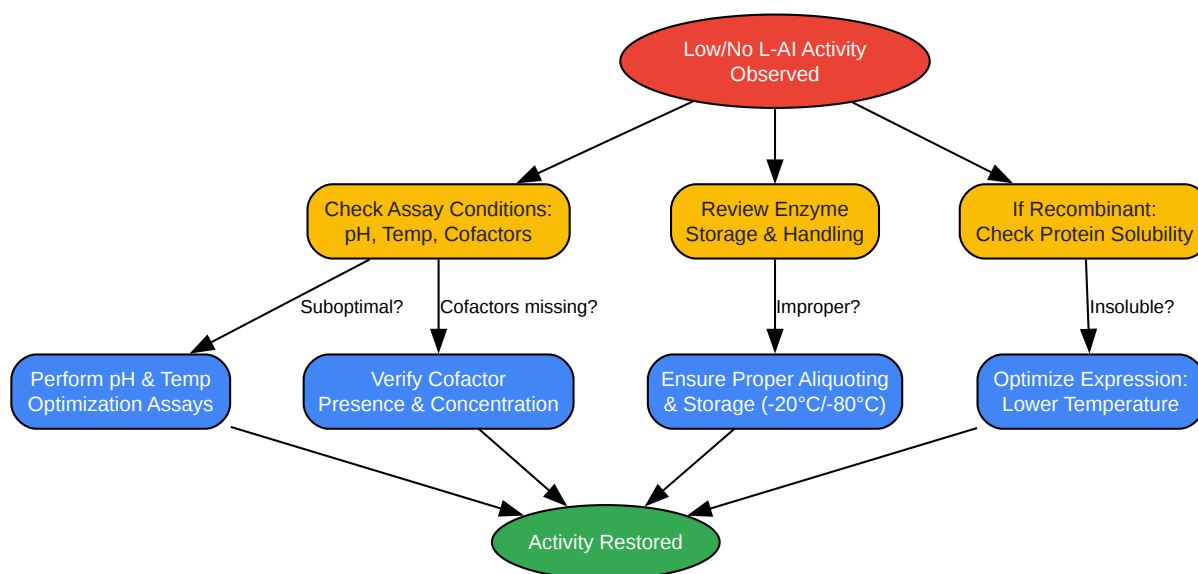 Low/No L-AI Activity
Observed
Check Assay Conditions:
pH, Temp, Cofactors
Review Enzyme
Storage & Handling
If Recombinant:
Check Protein Solubility
Suboptimal?
Cofactors missing?
Improper?
Insoluble?
Perform pH & Temp
Optimization Assays
Verify Cofactor
Presence & Concentration
Ensure Proper Aliquoting
& Storage (-20°C/-80°C)
Optimize Expression:
Lower Temperature
Activity Restored